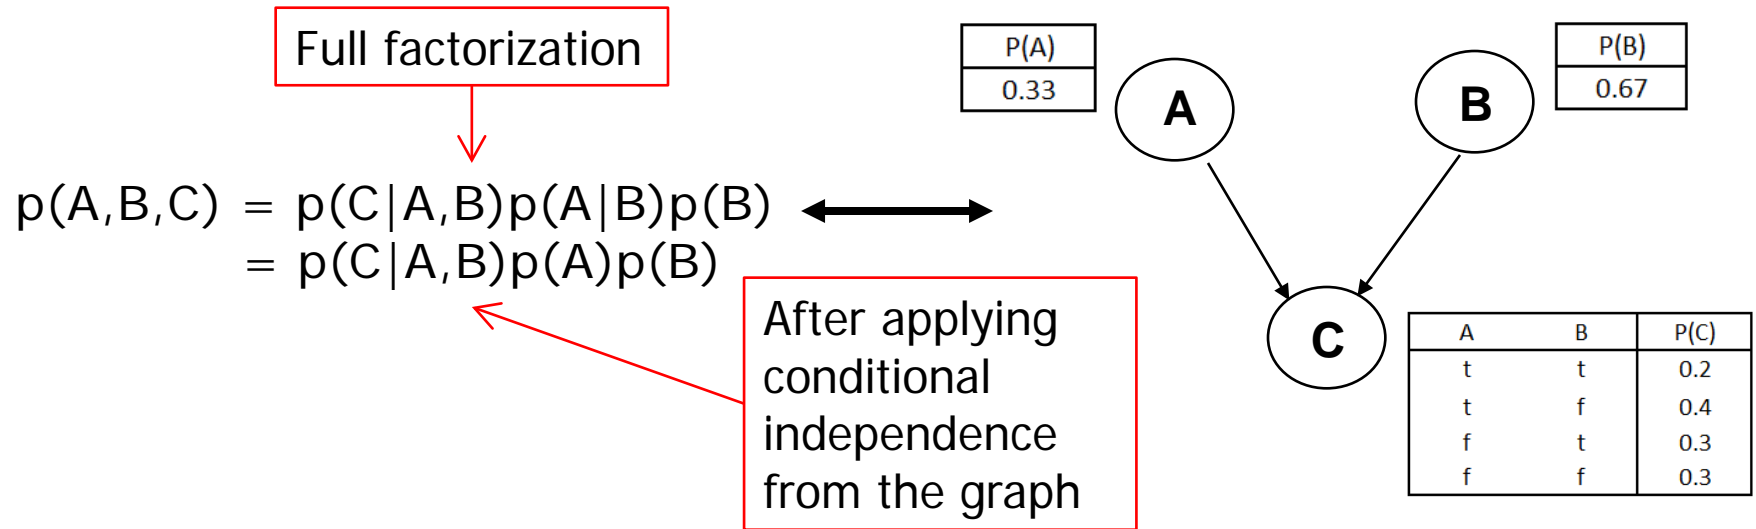 Full factorization
p(A,B,C) = p(C|A,B)p(A|B)p(B)
= p(C|A,B)p(A)p(B)
After applying
conditional
independence
from the graph
P(A)
0.33
A
B
P(B)
0.67
C
A B P(C)
t t 0.2
t f 0.4
f t 0.3
f f 0.3